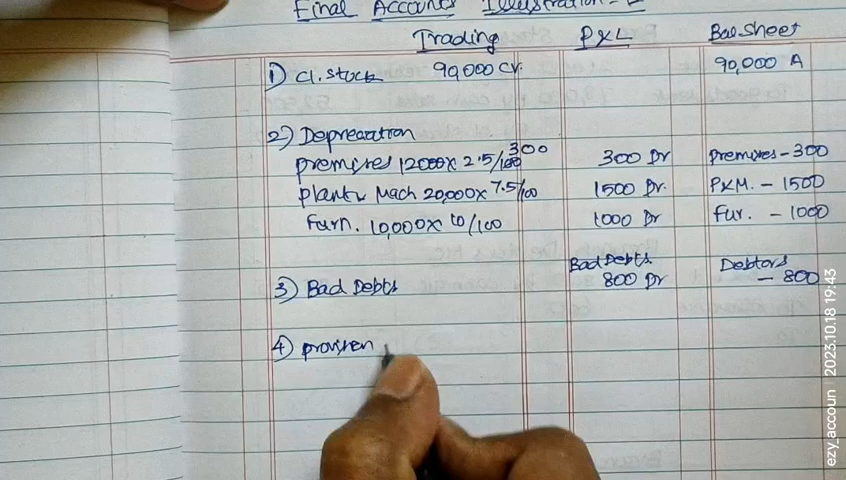 Final Accounts Illustration-
Trading P&L Bal.Sheet
1) Cl. Stock 90,000 Cr. 90,000 A
2) Depreciation
premises 12000 x 2.5/100 300 300 Dr premises - 300
plant & Mach 20,000 x 7.5/100 1500 Dr. P&M. - 1500
Furn. 10,000 x 10/100 1000 Dr Fur. - 1000
3) Bad Debts Bad Debts 800 Dr Debtors - 800
4) provision
ezy_accoun 2023.10.18 19:43